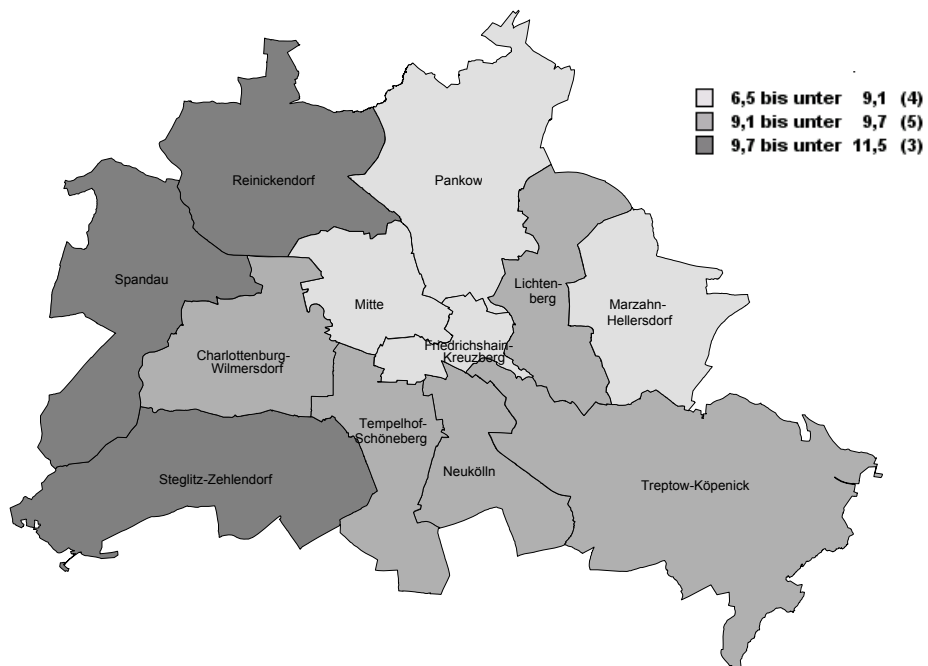 6,5 bis unter 9,1 (4)
9,1 bis unter 9,7 (5)
9,7 bis unter 11,5 (3)
Reinickendorf
Pankow
Spandau
Mitte
Lichten-
berg
Marzahn-
Hellersdorf
Charlottenburg-
Wilmersdorf
Friedrichshain-
Kreuzberg
Tempelhof-
Schöneberg
Neukölln
Steglitz-Zehlendorf
Treptow-Köpenick